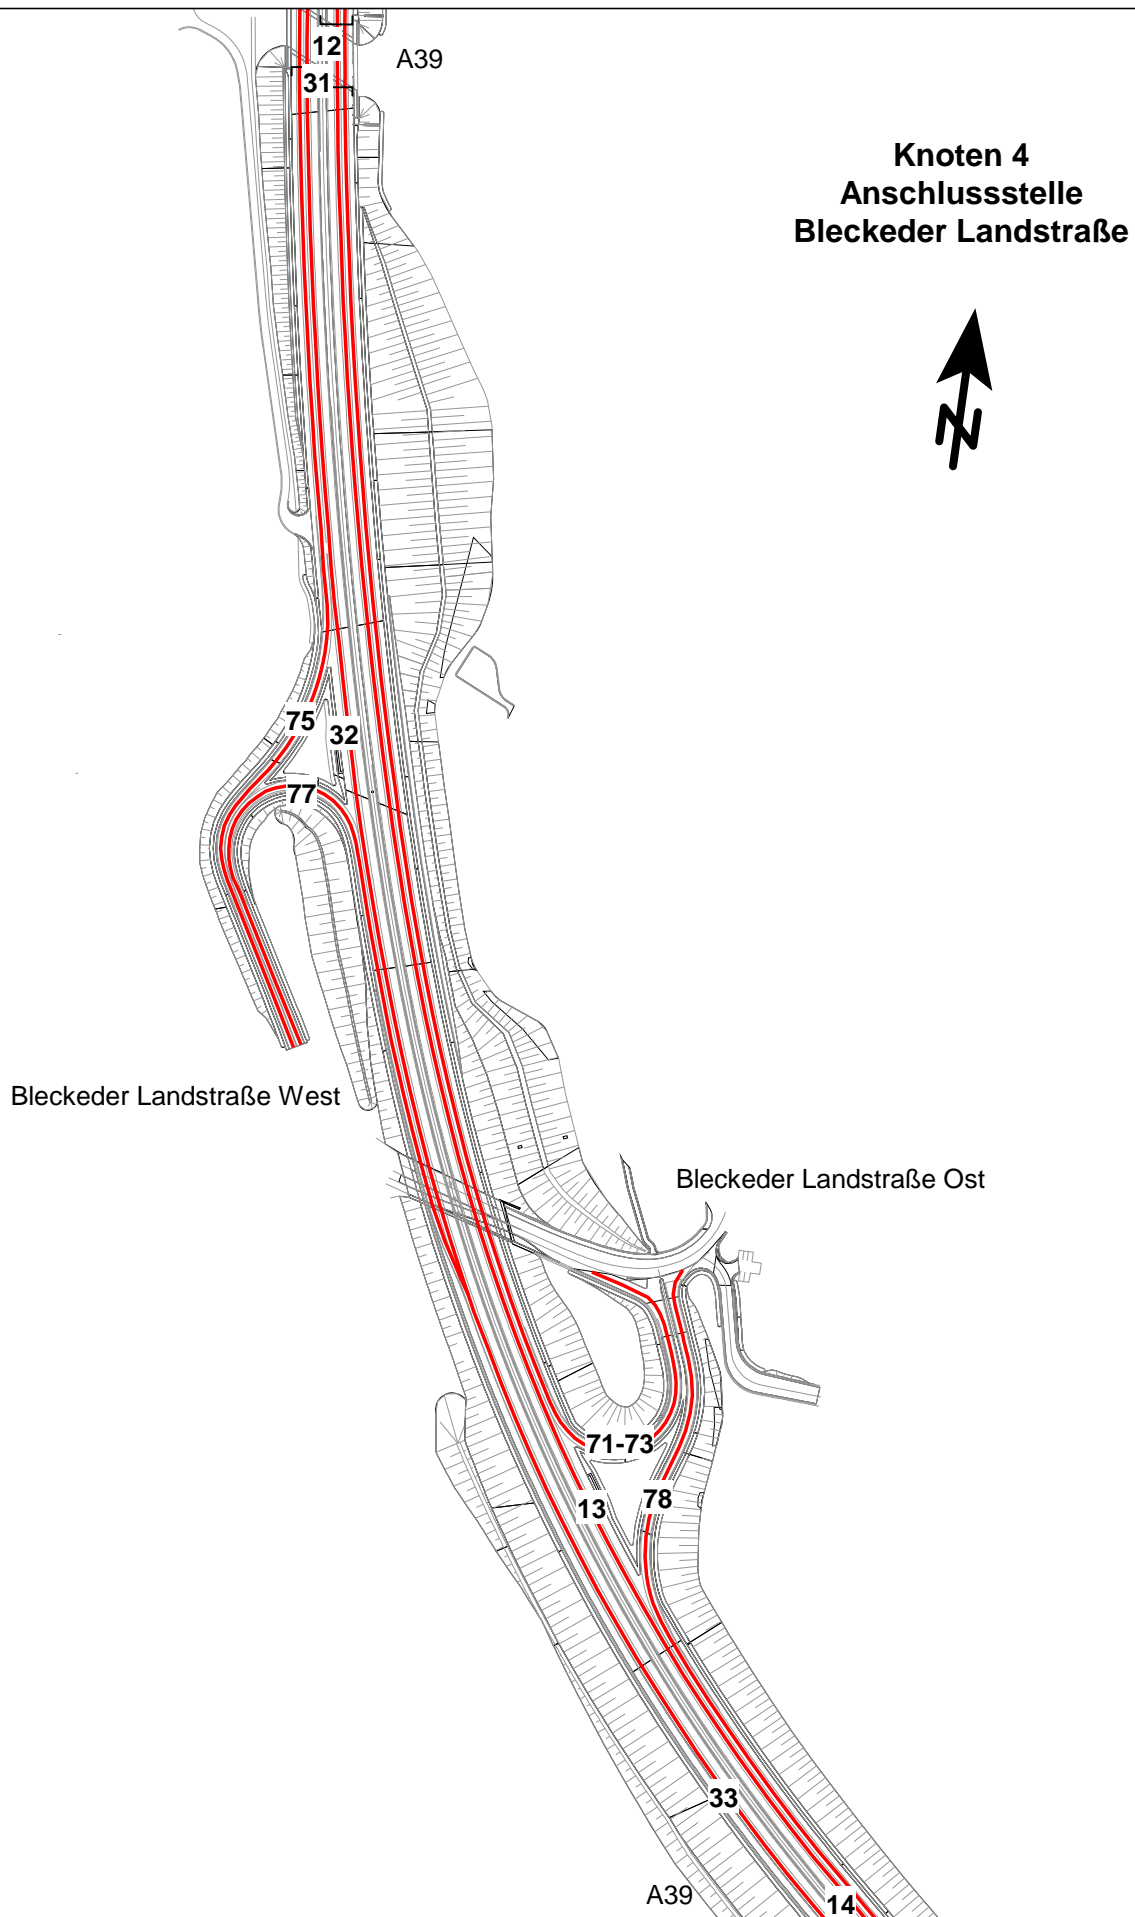 12
A39
31
Knoten 4
Anschlussstelle
Bleckeder Landstraße
75
32
77
Bleckeder Landstraße West
Bleckeder Landstraße Ost
71-73
78
13
33
A39
14